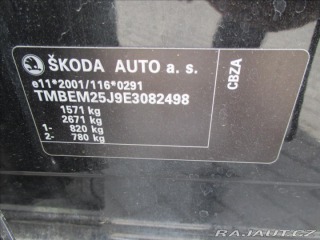 ŠKODA AUTO a. s.
e11*2001/116*0291
TMBEM25J9E3082498
1571 kg
2671 kg
1- 820 kg
2- 780 kg
CBZA
RAJAUT.CZ